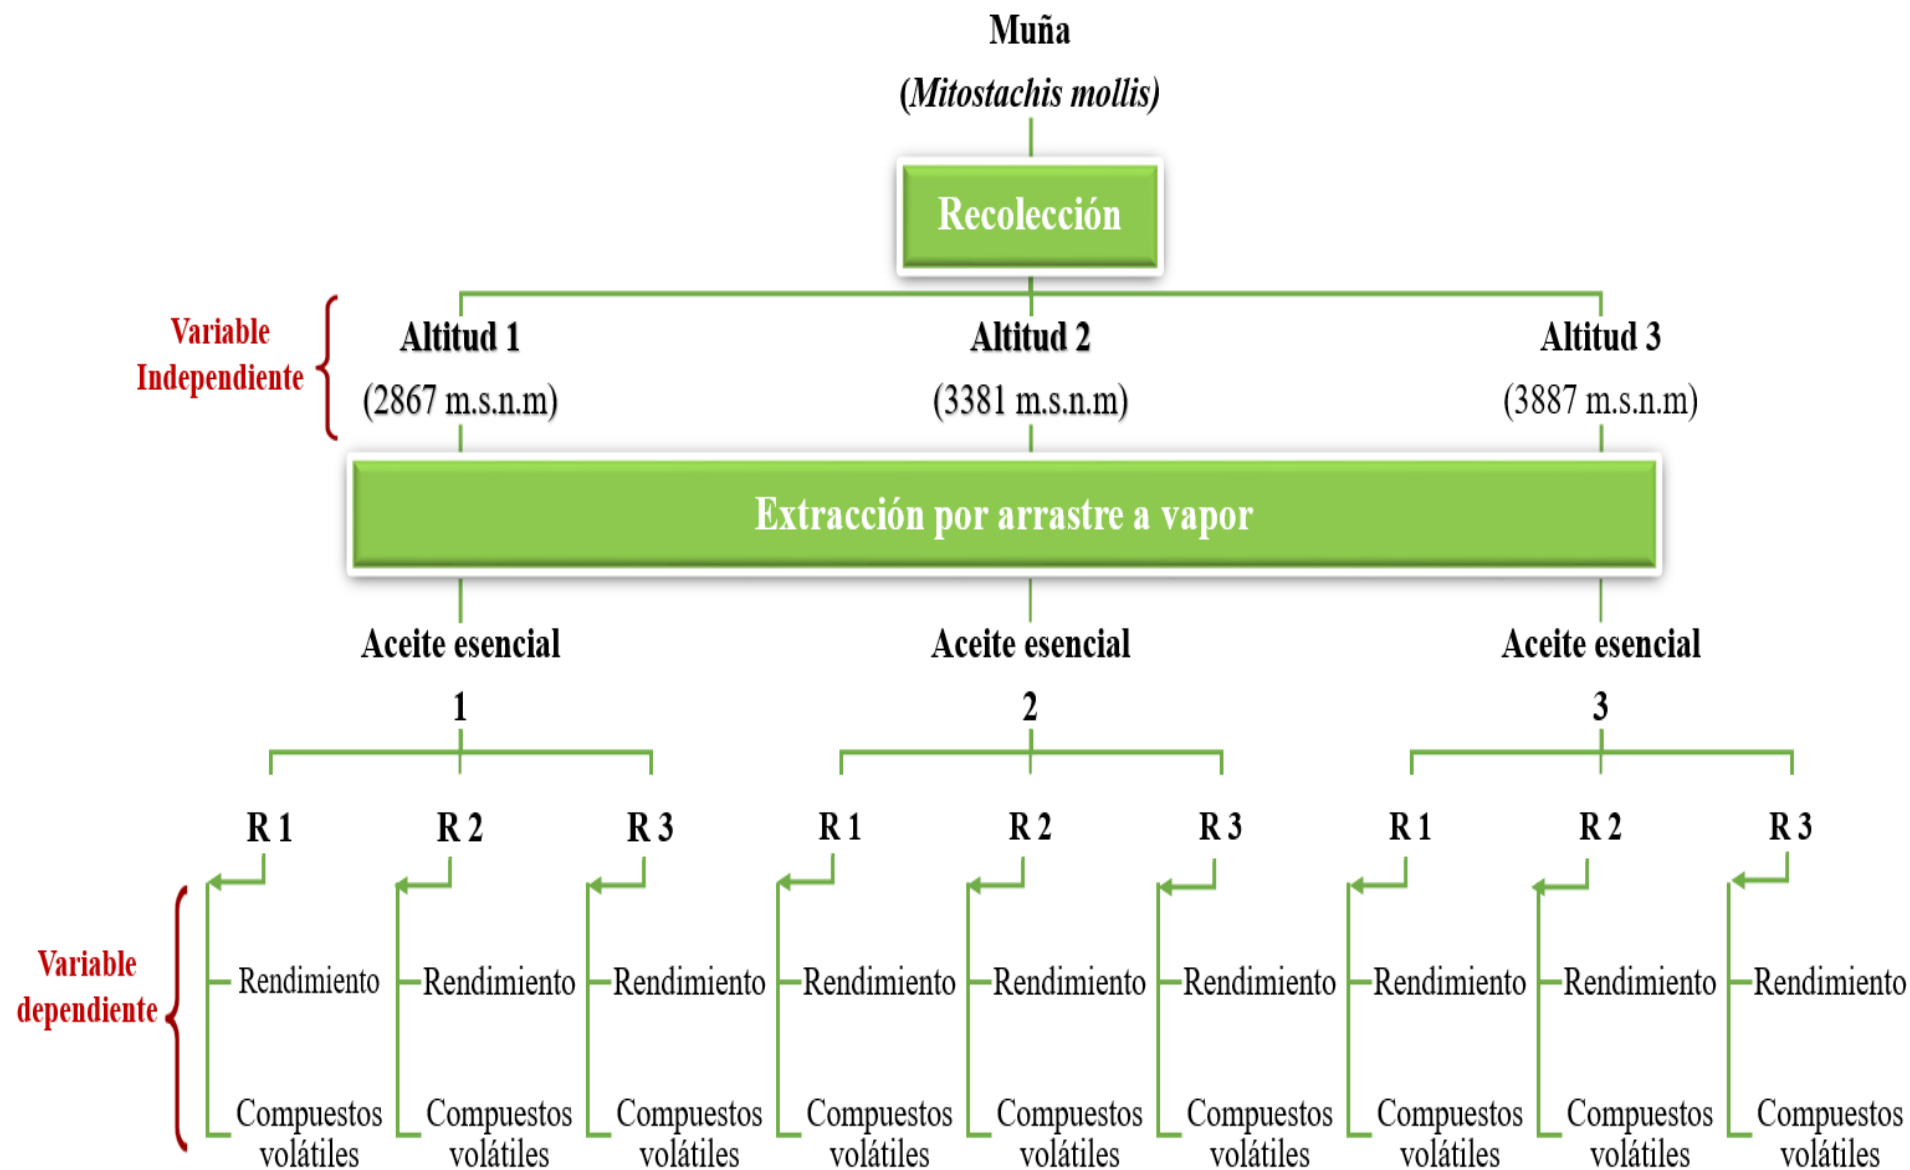 Muña
(Mitostachis mollis)
Recolección
Variable
Independiente
Altitud 1
Altitud 2
Altitud 3
(2867 m.s.n.m)
(3381 m.s.n.m)
(3887 m.s.n.m)
Extracción por arrastre a vapor
Aceite esencial
1
Aceite esencial
2
Aceite esencial
3
R 1
R 2
R 3
R 1
R 2
R 3
R 1
R 2
R 3
Variable
dependiente
Rendimiento
Rendimiento
Rendimiento
Rendimiento
Rendimiento
Rendimiento
Rendimiento
Rendimiento
Rendimiento
Compuestos
volátiles
Compuestos
volátiles
Compuestos
volátiles
Compuestos
volátiles
Compuestos
volátiles
Compuestos
volátiles
Compuestos
volátiles
Compuestos
volátiles
Compuestos
volátiles